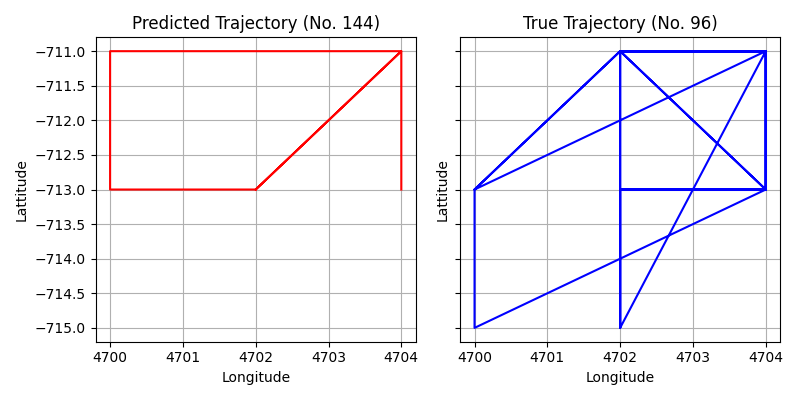 Predicted Trajectory (No. 144)
True Trajectory (No. 96)
Lattitude
−711.0
−711.5
−712.0
−712.5
−713.0
−713.5
−714.0
−714.5
−715.0
4700 4701 4702 4703 4704
Longitude
Lattitude
4700 4701 4702 4703 4704
Longitude